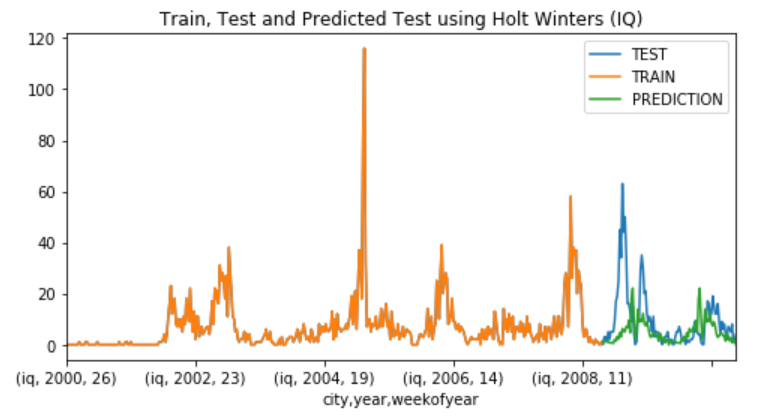 Train, Test and Predicted Test using Holt Winters (IQ)
120
100
80
60
40
20
0
TEST
TRAIN
PREDICTION
(iq, 2000, 26) (iq, 2002, 23) (iq, 2004, 19) (iq, 2006, 14) (iq, 2008, 11)
city,year,weekofyear